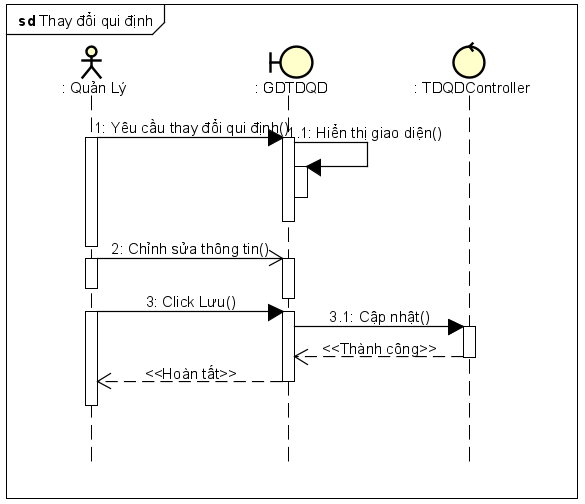 sd Thay đổi qui định
: Quản Lý
: GDTDQD
: TDQDController
1: Yêu cầu thay đổi qui định()
1.1: Hiển thị giao diện()
2: Chỉnh sửa thông tin()
3: Click Lưu()
3.1: Cập nhật()
<<Thành công>>
<<Hoàn tất>>